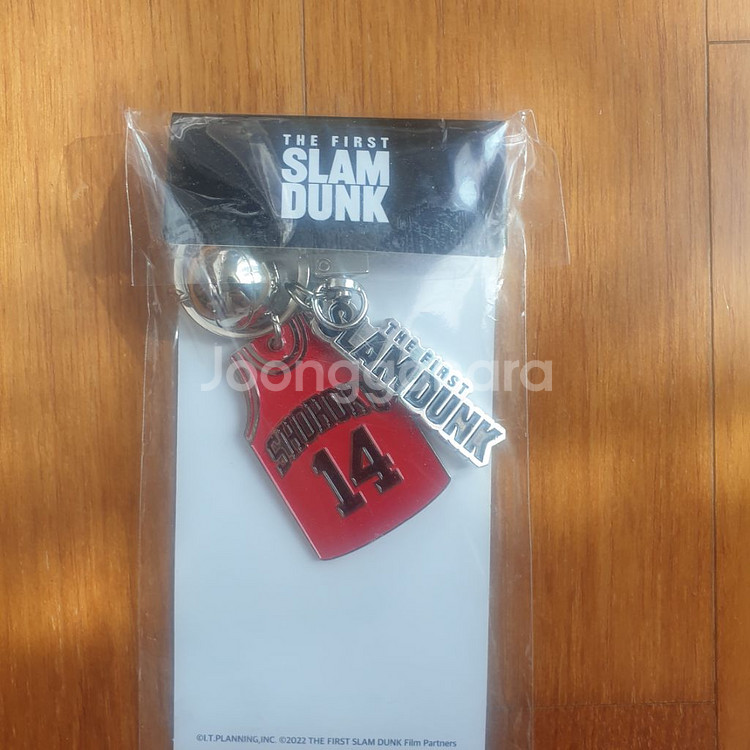 THE FIRST
SLAM
DUNK
THE FIRST
SLAM DUNK
Joonggonara
SHOHOKU
14
©I.T.PLANNING,INC. ©2022 THE FIRST SLAM DUNK Film Partners